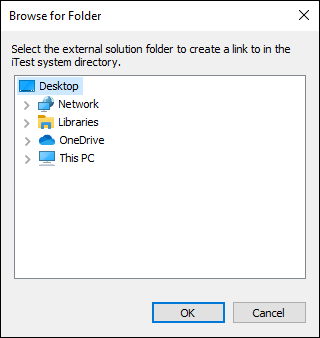 Browse for Folder
Select the external solution folder to create a link to in the
iTest system directory.
Desktop
Network
Libraries
OneDrive
This PC
OK
Cancel